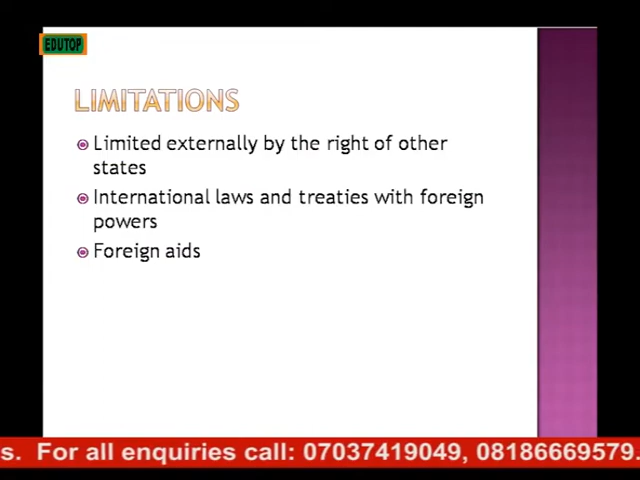 EDUTOP
LIMITATIONS
Limited externally by the right of other
states
International laws and treaties with foreign
powers
Foreign aids
s. For all enquiries call: 07037419049, 08186669579.